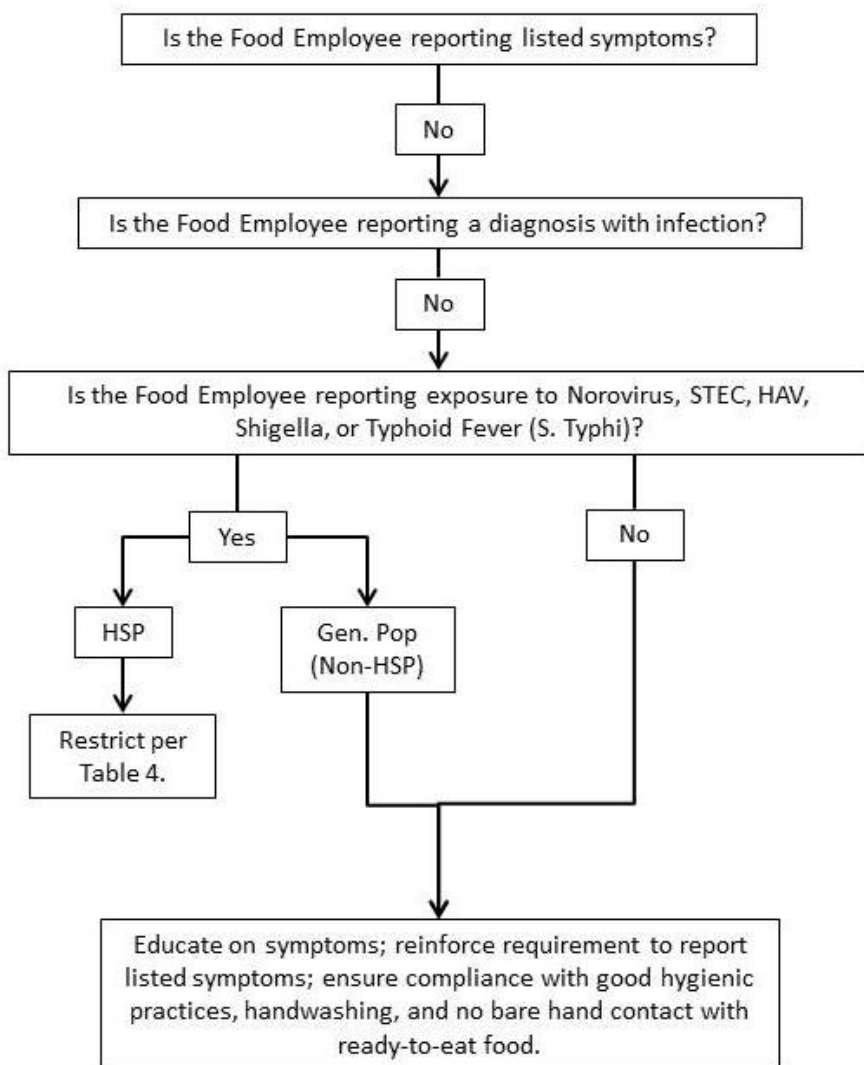 Is the Food Employee reporting listed symptoms?
No
Is the Food Employee reporting a diagnosis with infection?
No
Is the Food Employee reporting exposure to Norovirus, STEC, HAV,
Shigella, or Typhoid Fever (S. Typhi)?
Yes
No
HSP
Gen. Pop
(Non-HSP)
Restrict per
Table 4.
Educate on symptoms; reinforce requirement to report
listed symptoms; ensure compliance with good hygienic
practices, handwashing, and no bare hand contact with
ready-to-eat food.